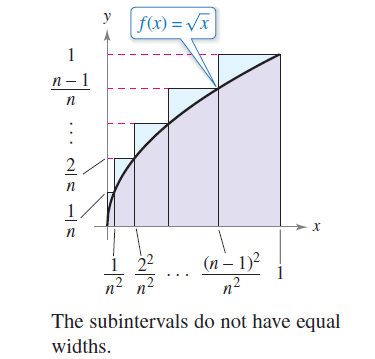 y
f(x) = √x
1
n – 1
n
⋮
2
n
1
n
x
1
n²
2²
n²
. . .
(n – 1)²
n²
1
The subintervals do not have equal
widths.